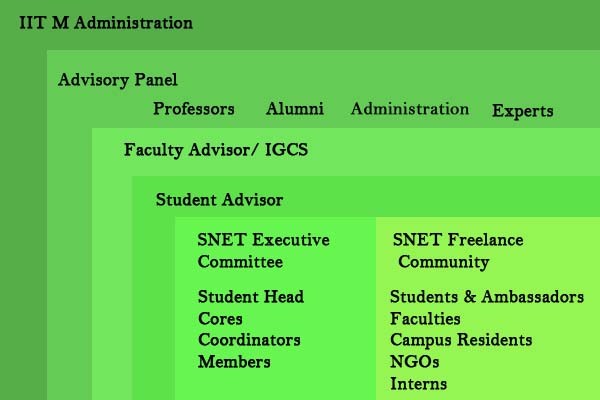 IIT M Administration
Advisory Panel
Professors Alumni Administration Experts
Faculty Advisor/ IGCS
Student Advisor
SNET Executive
Committee
Student Head
Cores
Coordinators
Members
SNET Freelance
Community
Students & Ambassadors
Faculties
Campus Residents
NGOs
Interns